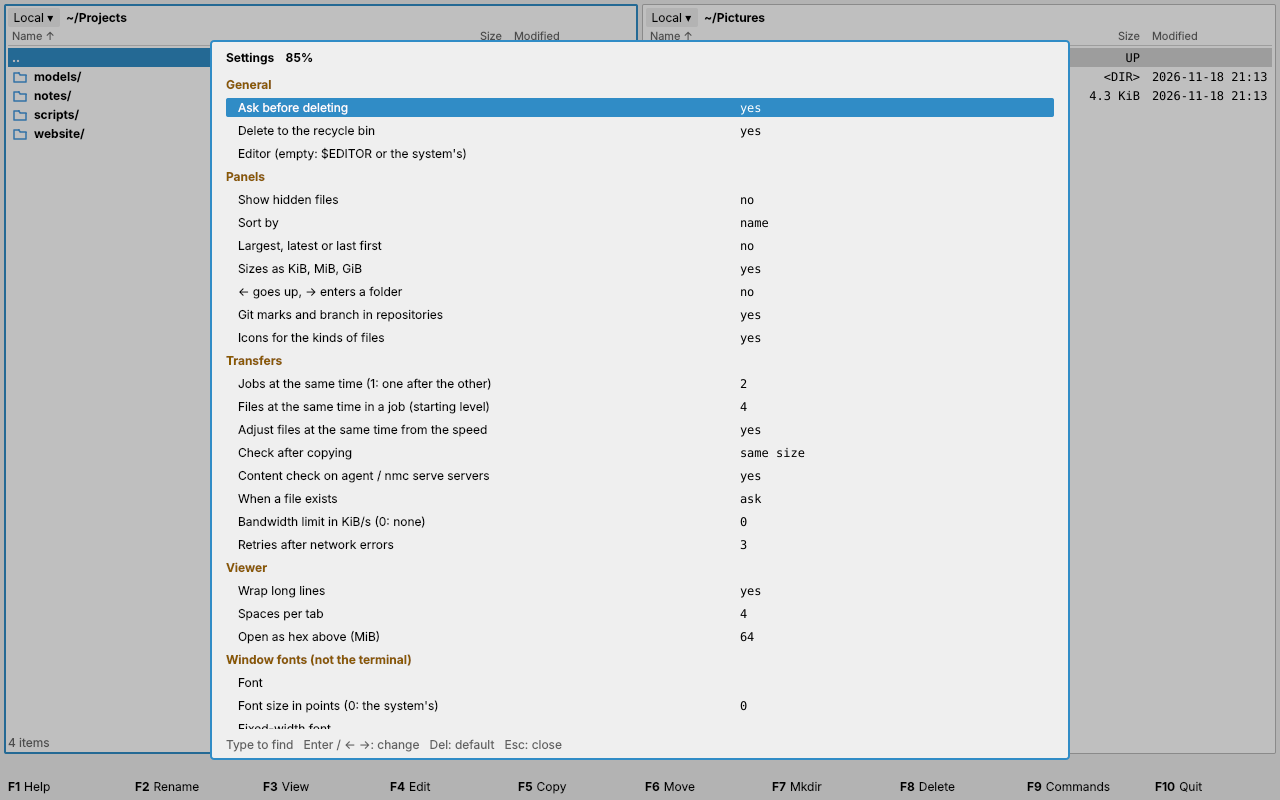 Local ▾ ~/Projects
Name ↑ Size Modified
..
models/
notes/
scripts/
website/
4 items
Local ▾ ~/Pictures
Name ↑ Size Modified
UP
<DIR> 2026-11-18 21:13
4.3 KiB 2026-11-18 21:13
Settings 85%
General
Ask before deleting yes
Delete to the recycle bin yes
Editor (empty: $EDITOR or the system's)
Panels
Show hidden files no
Sort by name
Largest, latest or last first no
Sizes as KiB, MiB, GiB yes
← goes up, → enters a folder no
Git marks and branch in repositories yes
Icons for the kinds of files yes
Transfers
Jobs at the same time (1: one after the other) 2
Files at the same time in a job (starting level) 4
Adjust files at the same time from the speed yes
Check after copying same size
Content check on agent / nmc serve servers yes
When a file exists ask
Bandwidth limit in KiB/s (0: none) 0
Retries after network errors 3
Viewer
Wrap long lines yes
Spaces per tab 4
Open as hex above (MiB) 64
Window fonts (not the terminal)
Font
Font size in points (0: the system's) 0
Fixed-width font
Type to find Enter / ← →: change Del: default Esc: close
F1 Help F2 Rename F3 View F4 Edit F5 Copy F6 Move F7 Mkdir F8 Delete F9 Commands F10 Quit